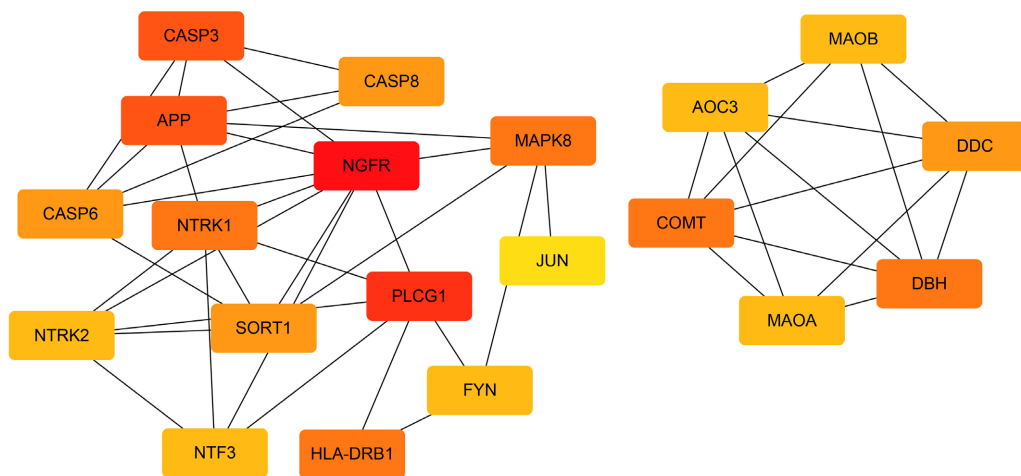 CASP3
MAOB
CASP8
AOC3
APP
MAPK8
DDC
NGFR
CASP6
NTRK1
COMT
JUN
DBH
PLCG1
MAOA
NTRK2
SORT1
FYN
NTF3
HLA-DRB1